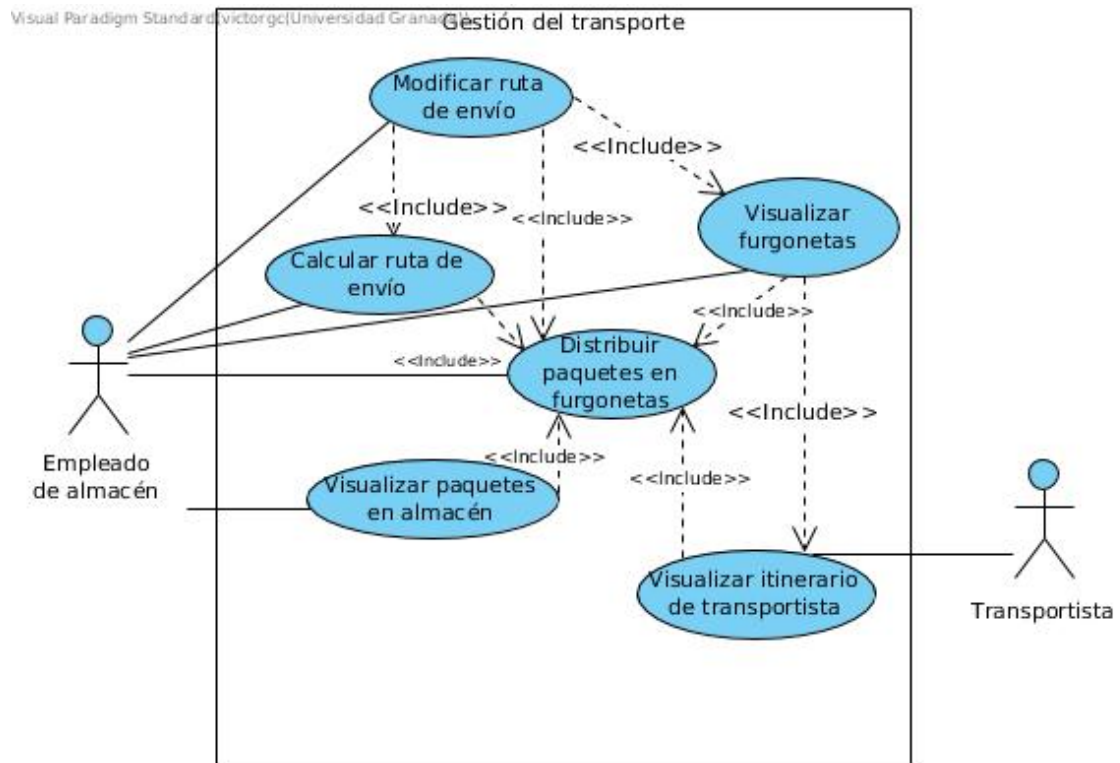 Visual Paradigm Standard(victorgc(Universidad Granada))
Gestión del transporte
Modificar ruta
de envío
<<Include>>
<<Include>>
<<Include>>
Visualizar
furgonetas
Calcular ruta de
envío
<<Include>>
<<Include>>
Distribuir
paquetes en
furgonetas
<<Include>>
Empleado
de almacén
<<Include>>
<<Include>>
Visualizar paquetes
en almacén
Visualizar itinerario
de transportista
Transportista